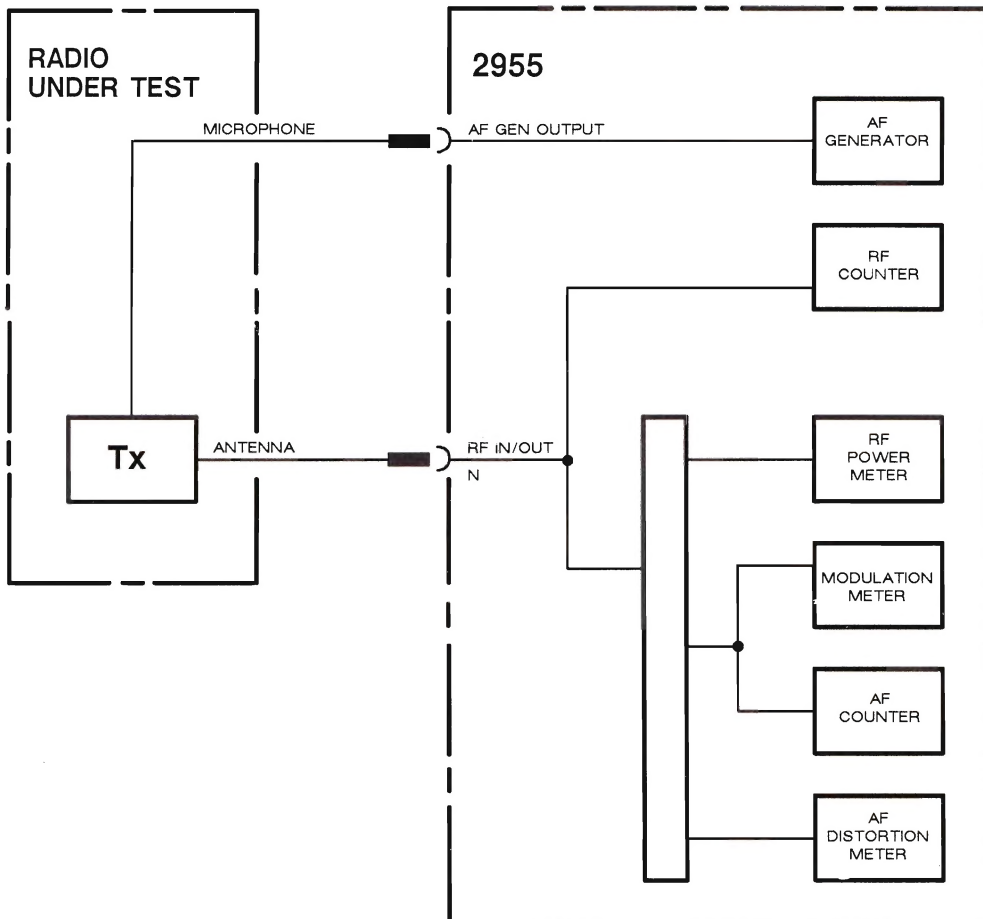 RADIO
UNDER TEST
2955
MICROPHONE
AF GEN OUTPUT
AF
GENERATOR
RF
COUNTER
Tx
ANTENNA
RF IN/OUT
N
RF
POWER
METER
MODULATION
METER
AF
COUNTER
AF
DISTORTION
METER